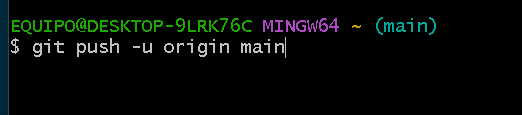 EQUIPO@DESKTOP-9LRK76C MINGW64 ~ (main)
$ git push -u origin main